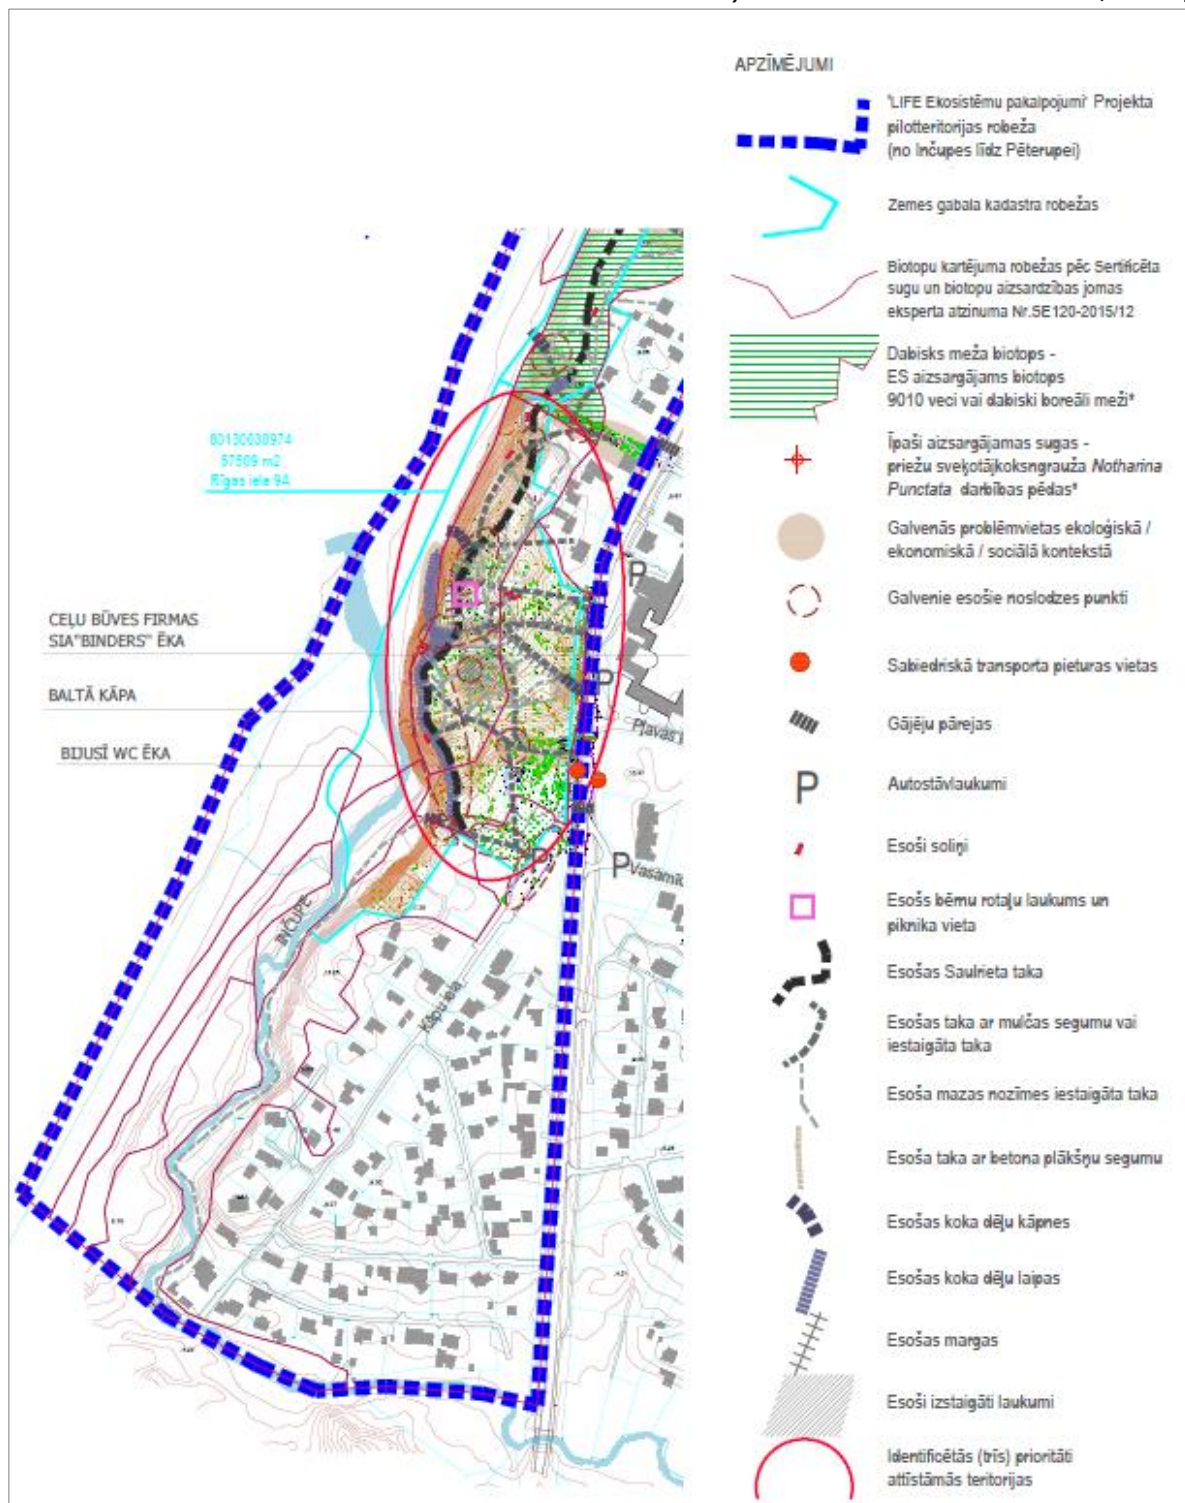 APZĪMĒJUMI
"LIFE Ekosistēmu pakalpojumi" Projekta
pilotteritorijas robeža
(no Inčupes līdz Pēterupei)
Zemes gabala kadastra robežas
Biotopu kartējuma robežas pēc Sertificēta
sugu un biotopu aizsardzības jomas
eksperta atzinuma Nr.SE120-2015/12
Dabisks meža biotops -
ES aizsargājams biotops
9010 veci vai dabiski boreāli meži*
Īpaši aizsargājamas sugas -
priežu sveķotājkoksngrauža Notharina
Punctata darbības pēdas*
Galvenās problēmvietas ekoloģiskā /
ekonomiskā / sociālā kontekstā
Galvenie esošie noslodzes punkti
Sabiedriskā transporta pieturas vietas
Gājēju pārejas
P
Autostāvlaukumi
Esoši soliņi
Esošs bērnu rotaļu laukums un
piknika vieta
Esošas Saulrieta taka
Esošas taka ar mulčas segumu vai
iestaigāta taka
Esoša mazas nozīmes iestaigāta taka
Esoša taka ar betona plākšņu segumu
Esošas koka dēļu kāpnes
Esošas koka dēļu laipas
Esošas margas
Esoši izstaigāti laukumi
Identificētās (trīs) prioritāti
attīstāmās teritorijas
80130030974
57509 m2
Rīgas iele 9A
CEĻU BŪVES FIRMAS
SIA"BINDERS" ĒKA
BALTĀ KĀPA
BIJUSĪ WC ĒKA
INČUPE
Kāpu iela
P
P
Pļavas
P
P